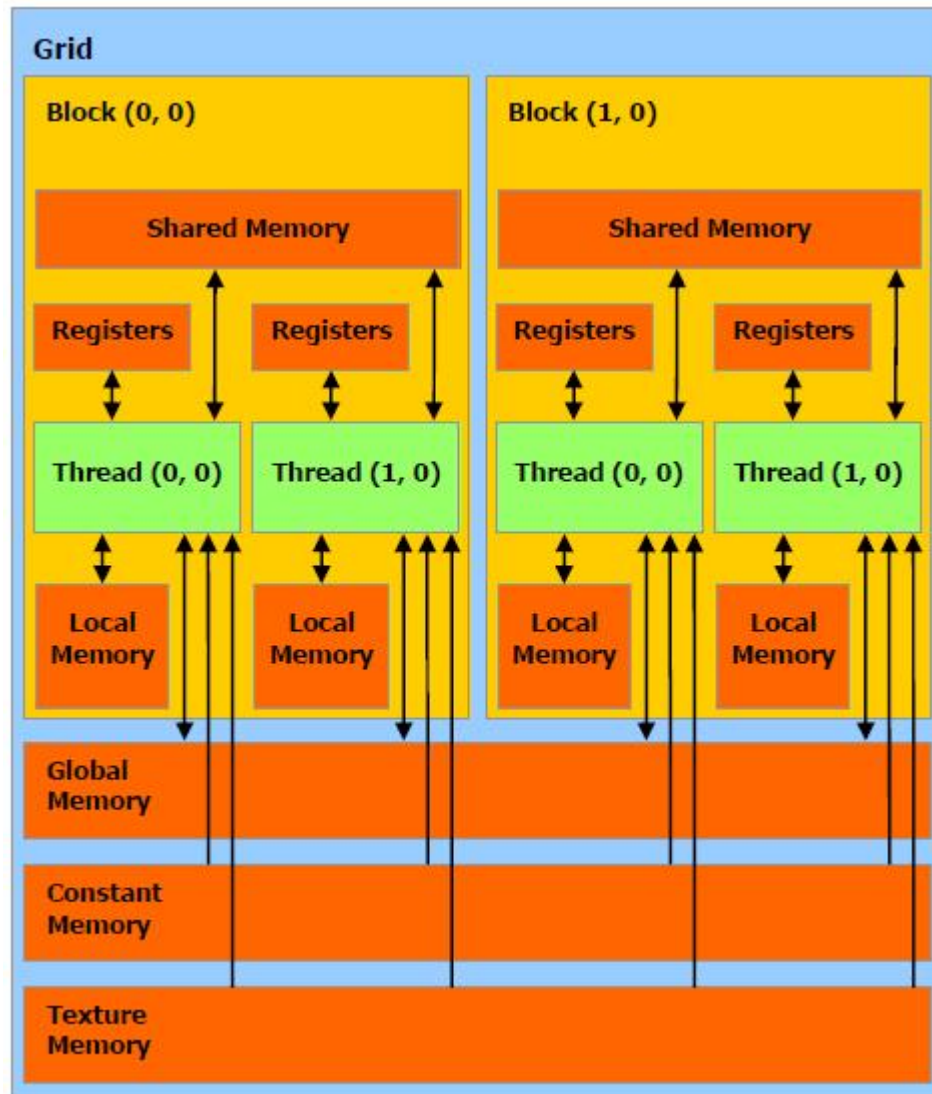 Grid
Block (0, 0)
Block (1, 0)
Shared Memory
Shared Memory
Registers
Registers
Registers
Registers
Thread (0, 0)
Thread (1, 0)
Thread (0, 0)
Thread (1, 0)
Local
Memory
Local
Memory
Local
Memory
Local
Memory
Global
Memory
Constant
Memory
Texture
Memory